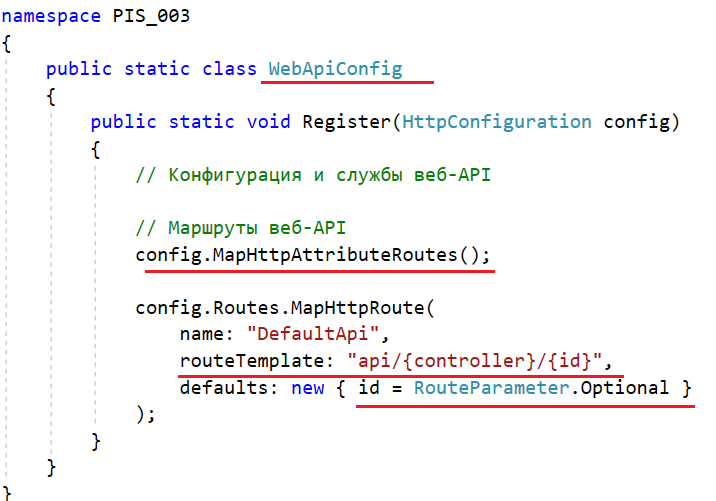 namespace PIS_003
{
public static class WebApiConfig
{
public static void Register(HttpConfiguration config)
{
// Конфигурация и службы веб-API
// Маршруты веб-API
config.MapHttpAttributeRoutes();
config.Routes.MapHttpRoute(
name: "DefaultApi",
routeTemplate: "api/{controller}/{id}",
defaults: new { id = RouteParameter.Optional }
);
}
}
}